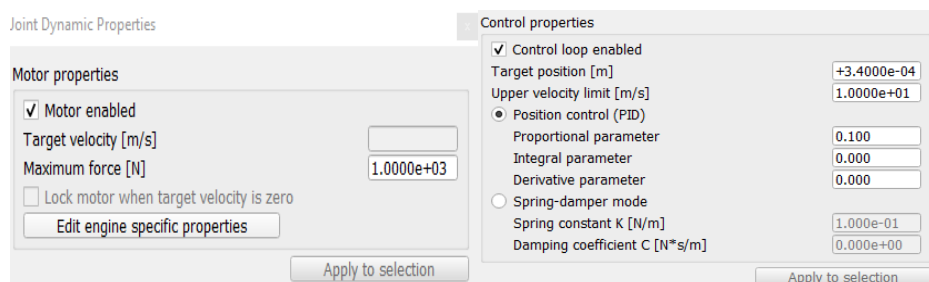 Joint Dynamic Properties
Motor properties
Motor enabled
Target velocity [m/s]
Maximum force [N] 1.0000e+03
Lock motor when target velocity is zero
Edit engine specific properties
Apply to selection
Control properties
Control loop enabled
Target position [m] +3.4000e-04
Upper velocity limit [m/s] 1.0000e+01
Position control (PID)
Proportional parameter 0.100
Integral parameter 0.000
Derivative parameter 0.000
Spring-damper mode
Spring constant K [N/m] 1.000e-01
Damping coefficient C [N*s/m] 0.000e+00
Apply to selection